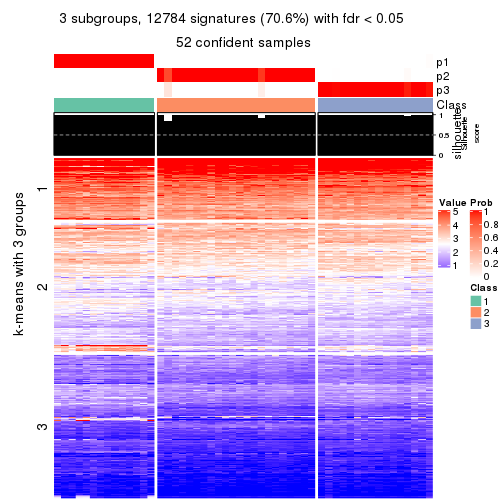 3 subgroups, 12784 signatures (70.6%) with fdr < 0.05
52 confident samples
p1
p2
p3
Class
1
0.5
0
silhouette
Silhouette
score
k-means with 3 groups
1
2
3
Value
5
4
3
2
1
Prob
1
0.8
0.6
0.4
0.2
0
Class
1
2
3